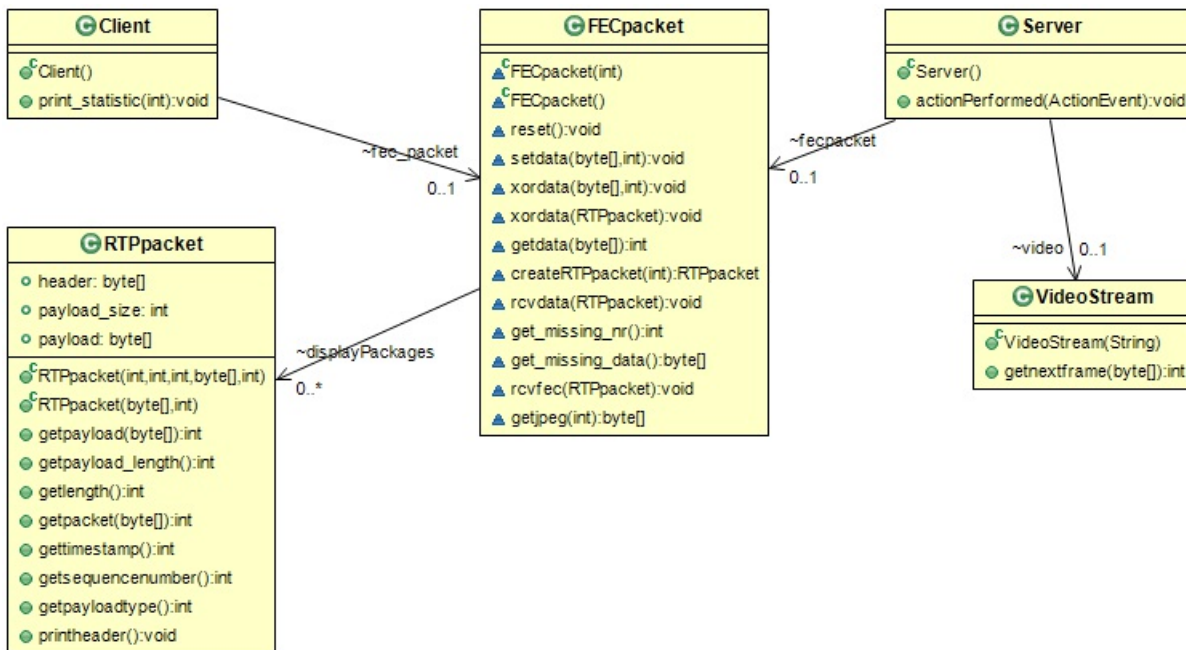 Client
Client()
print_statistic(int):void
FECpacket
FECpacket(int)
FECpacket()
reset():void
setdata(byte[],int):void
xordata(byte[],int):void
xordata(RTPpacket):void
getdata(byte[]):int
createRTPpacket(int):RTPpacket
rcvdata(RTPpacket):void
get_missing_nr():int
get_missing_data():byte[]
rcvfec(RTPpacket):void
getjpeg(int):byte[]
Server
Server()
actionPerformed(ActionEvent):void
~fec_packet
0..1
~fecpacket
0..1
~video
0..1
RTPpacket
header: byte[]
payload_size: int
payload: byte[]
RTPpacket(int,int,int,byte[],int)
RTPpacket(byte[],int)
getpayload(byte[]):int
getpayload_length():int
getlength():int
getpacket(byte[]):int
gettimestamp():int
getsequencenumber():int
getpayloadtype():int
printheader():void
~displayPackages
0..*
VideoStream
VideoStream(String)
getnextframe(byte[]):int